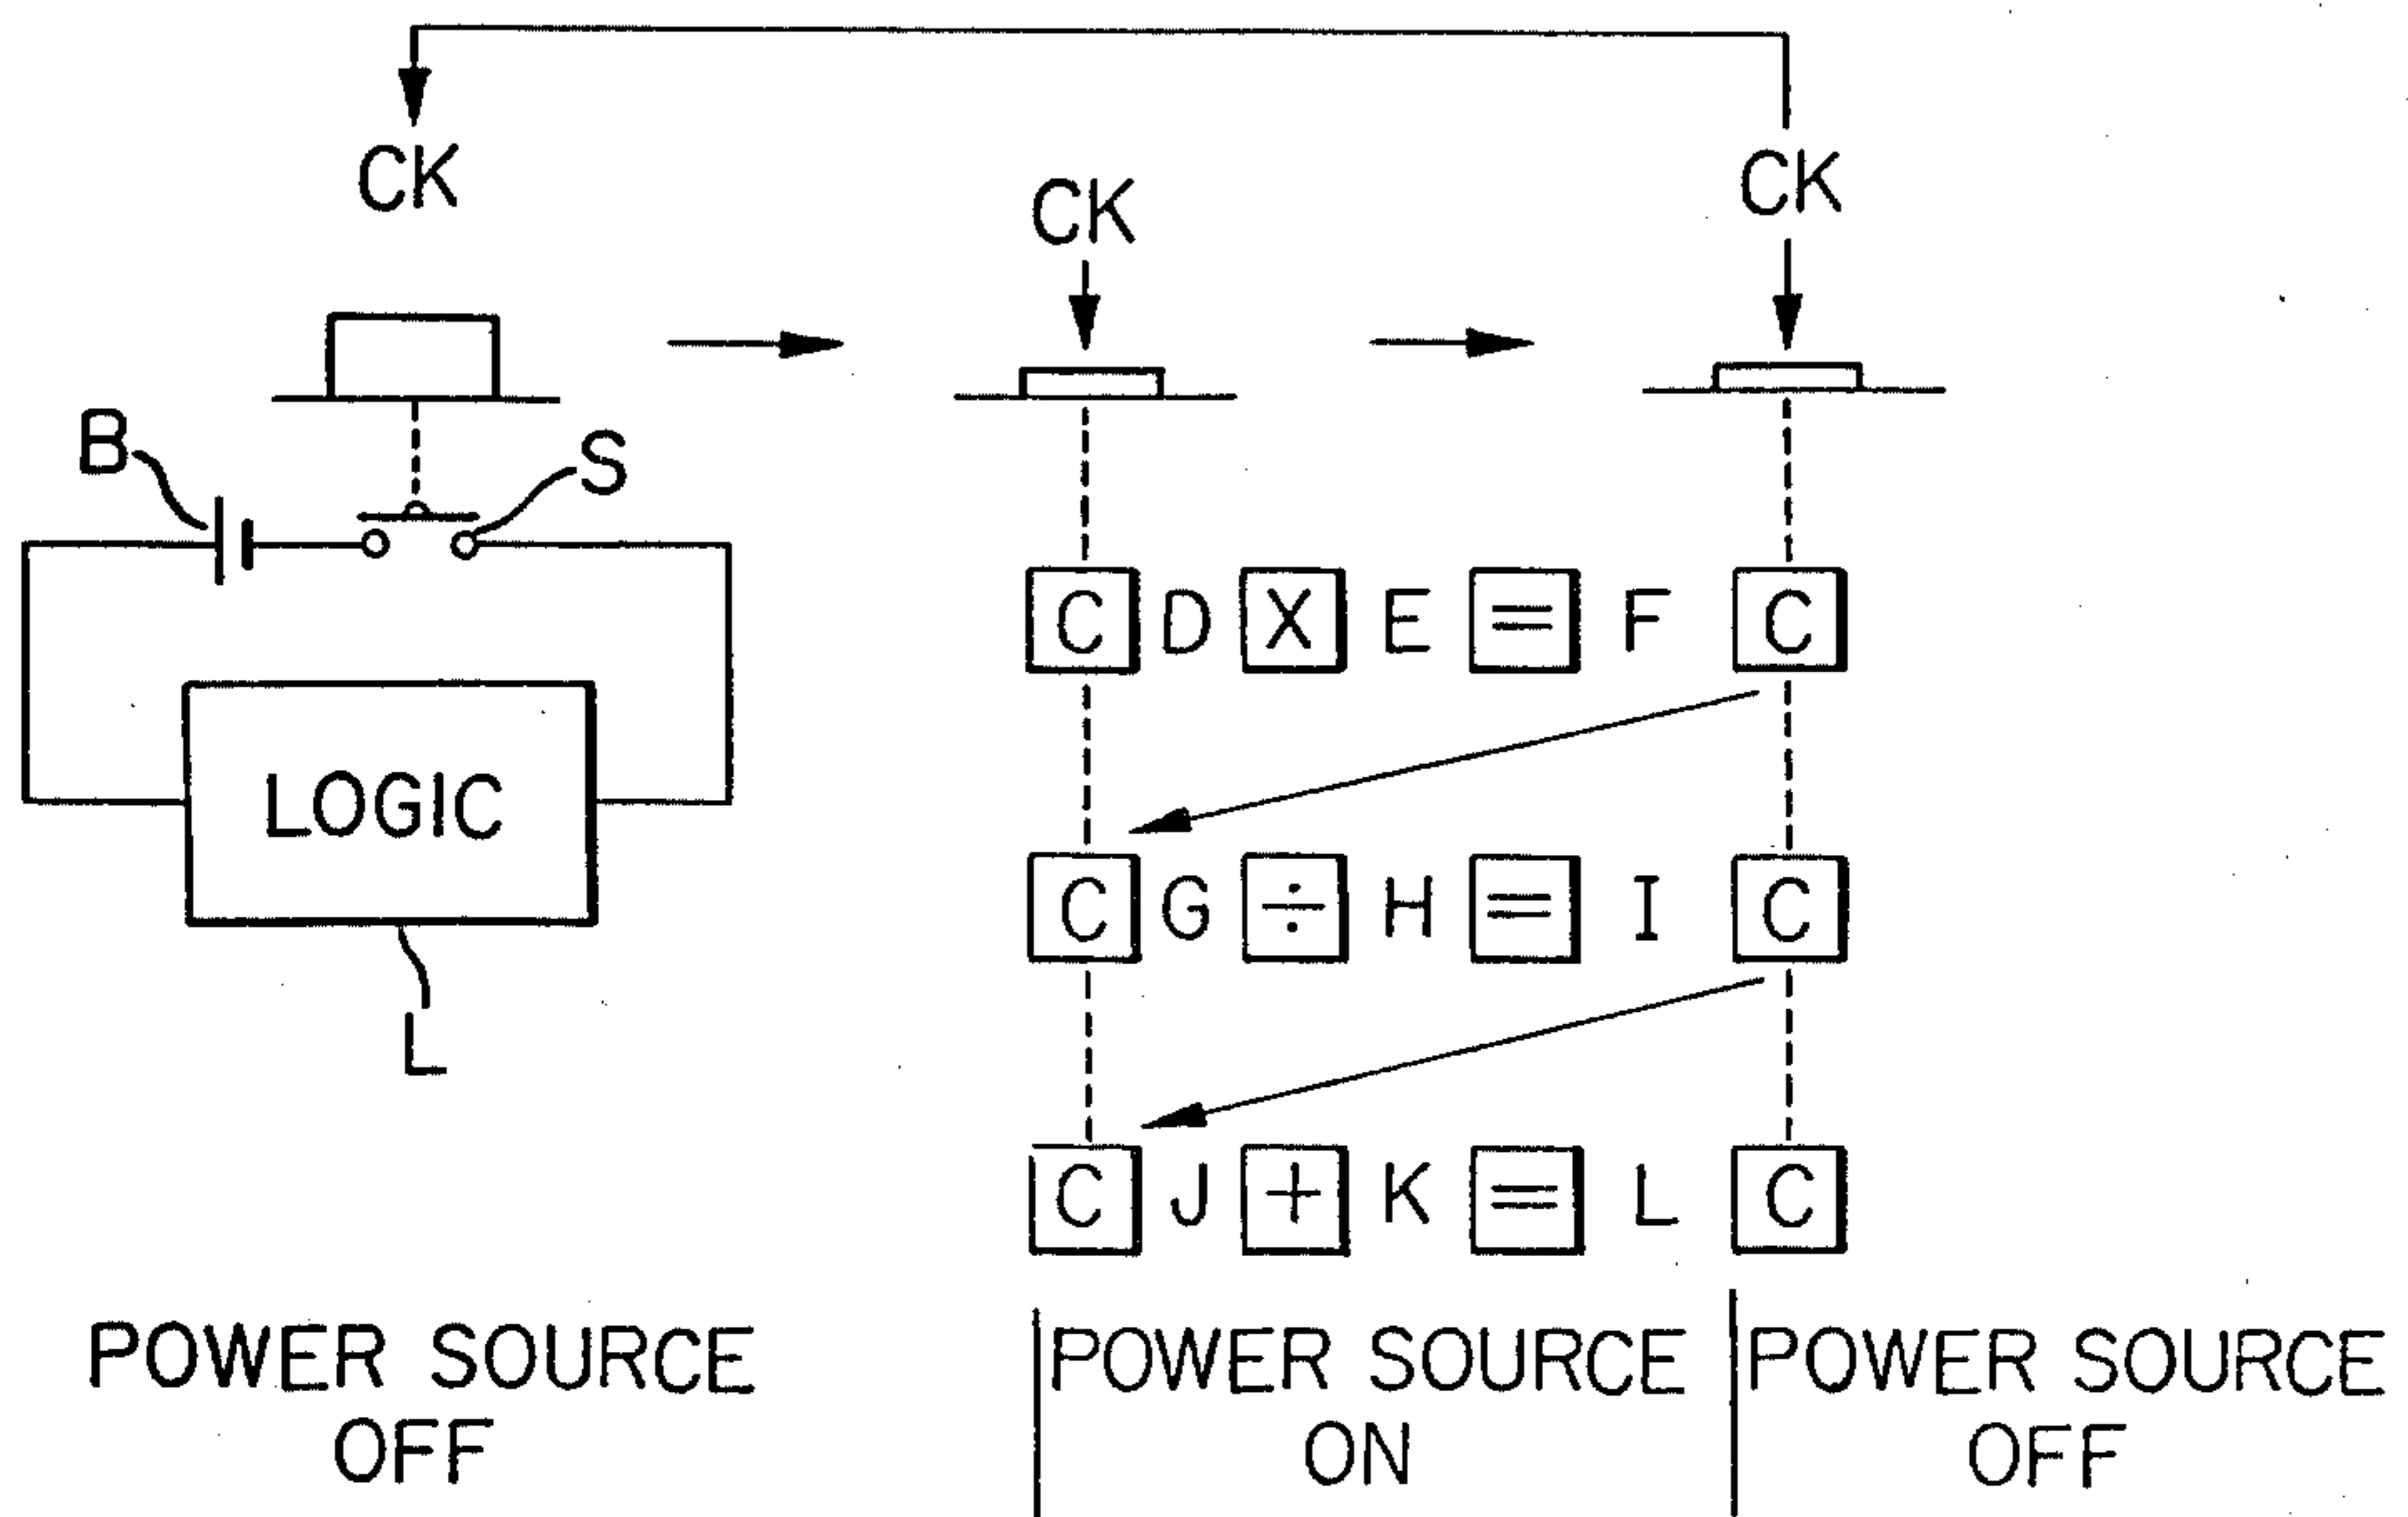 CK
CK
CK
B
S
C D X E = F C
LOGIC
C G ÷ H = I C
L
C J + K = L C
POWER SOURCE
OFF
POWER SOURCE
ON
POWER SOURCE
OFF